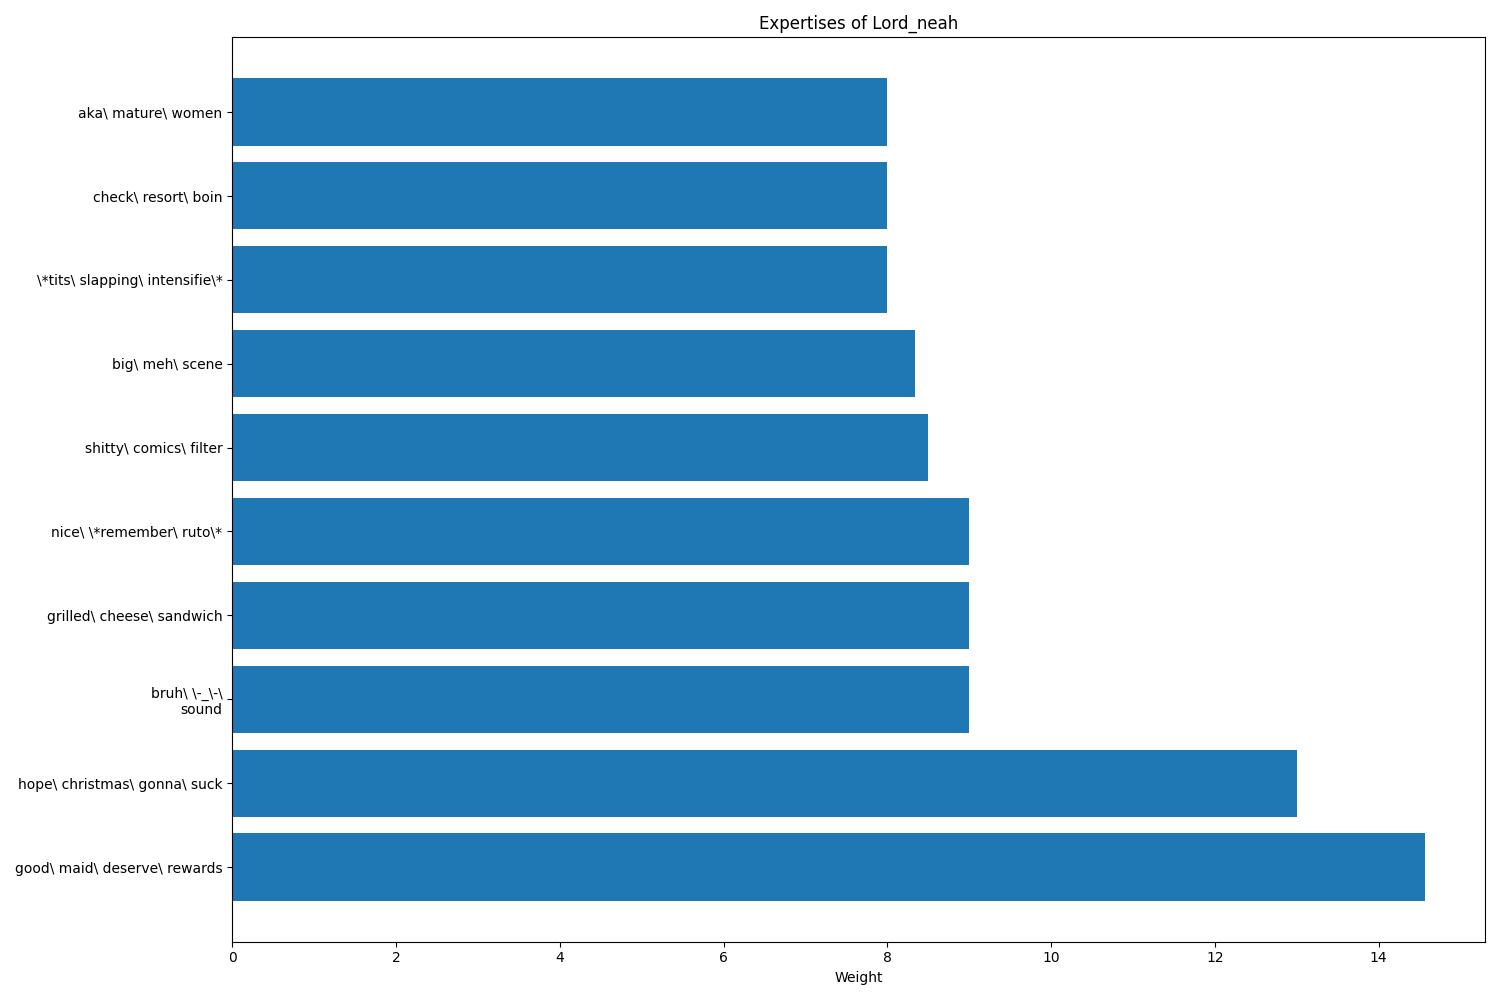 Expertises of Lord_neah
aka\ mature\ women
check\ resort\ boin
\*tits\ slapping\ intensifie\*
big\ meh\ scene
shitty\ comics\ filter
nice\ \*remember\ ruto\*
grilled\ cheese\ sandwich
bruh\ \-_\-\
sound
hope\ christmas\ gonna\ suck
good\ maid\ deserve\ rewards
0 2 4 6 8 10 12 14
Weight